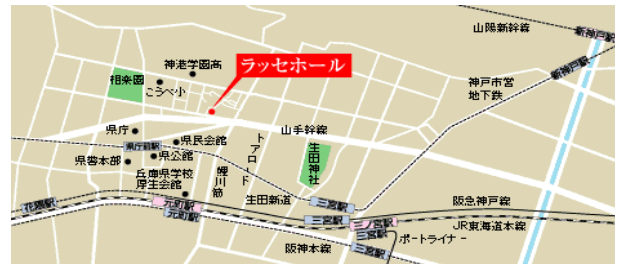 山陽新幹線
新神戸駅
新神戸駅
神戸市営
地下鉄
ラッセホール
神港学園高
相楽園
こうべ小
県庁
県民会館
山手幹線
県庁前駅
県警本部
県公館
兵庫県学校
厚生会館
鯉川筋
トアロード
生田神社
生田新道
三宮駅
花隈駅
元町駅
元町駅
三宮駅
三ノ宮駅
三宮駅
阪急神戸線
JR東海道本線
阪神本線
ポートライナー